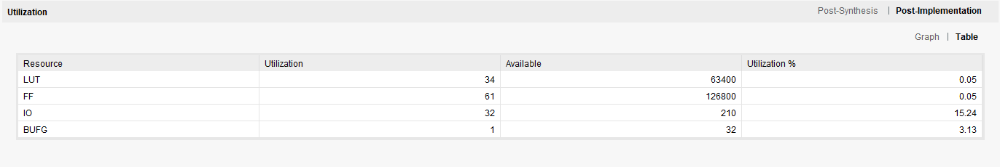 Utilization Post-Synthesis | Post-Implementation
Graph | Table
Resource Utilization Available Utilization %
LUT 34 63400 0.05
FF 61 126800 0.05
IO 32 210 15.24
BUFG 1 32 3.13